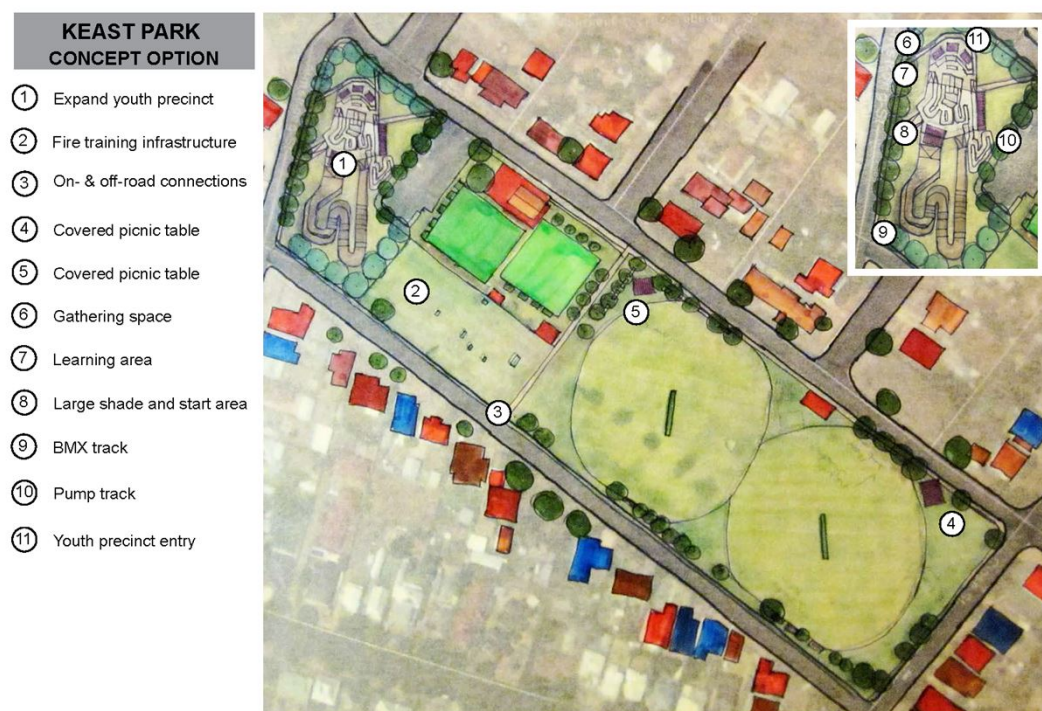 KEAST PARK
CONCEPT OPTION
1 Expand youth precinct
2 Fire training infrastructure
3 On- & off-road connections
4 Covered picnic table
5 Covered picnic table
6 Gathering space
7 Learning area
8 Large shade and start area
9 BMX track
10 Pump track
11 Youth precinct entry
1
2
3
4
5
6
7
8
9
10
11